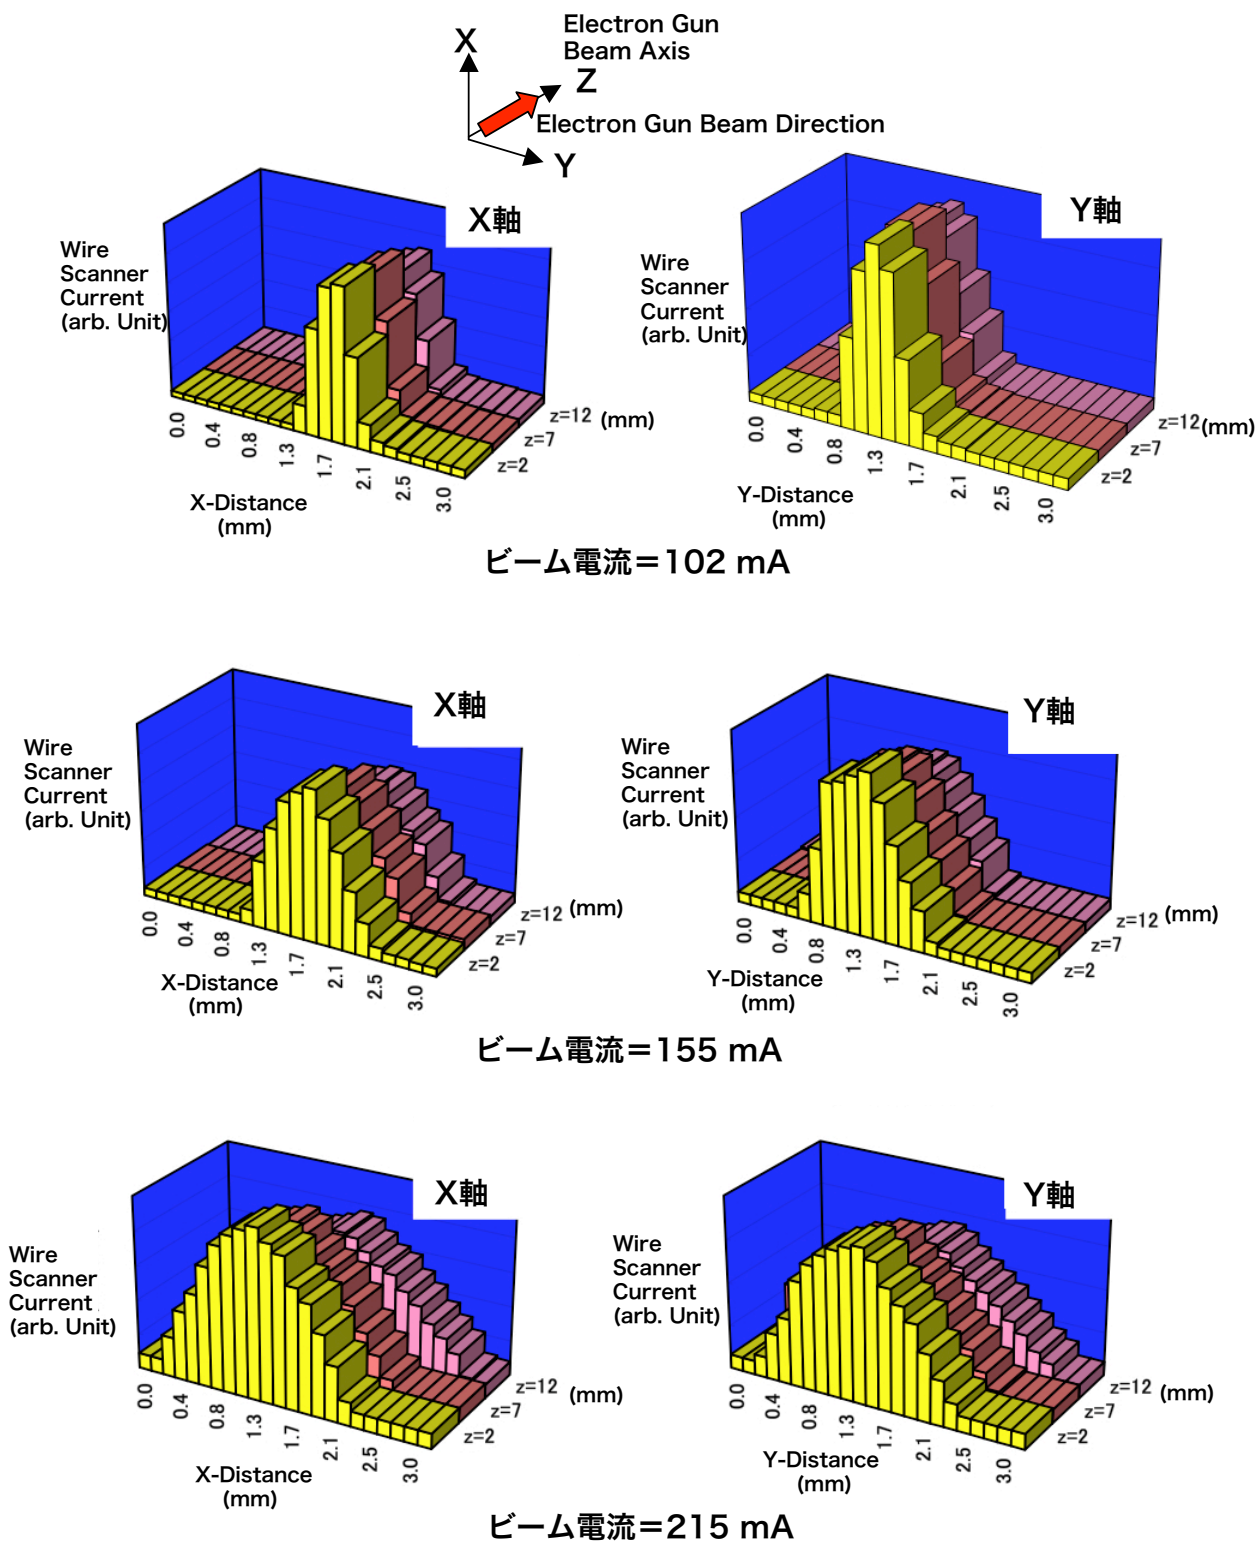 Electron Gun
Beam Axis
X
Z
Electron Gun Beam Direction
Y
X軸
Wire
Scanner
Current
(arb. Unit)
0.0
0.4
0.8
1.3
1.7
2.1
2.5
3.0
z=12 (mm)
z=7
z=2
X-Distance
(mm)
Y軸
Wire
Scanner
Current
(arb. Unit)
0.0
0.4
0.8
1.3
1.7
2.1
2.5
3.0
z=12 (mm)
z=7
z=2
Y-Distance
(mm)
ビーム電流=102 mA
X軸
Wire
Scanner
Current
(arb. Unit)
0.0
0.4
0.8
1.3
1.7
2.1
2.5
3.0
z=12 (mm)
z=7
z=2
X-Distance
(mm)
Y軸
Wire
Scanner
Current
(arb. Unit)
0.0
0.4
0.8
1.3
1.7
2.1
2.5
3.0
z=12 (mm)
z=7
z=2
Y-Distance
(mm)
ビーム電流=155 mA
X軸
Wire
Scanner
Current
(arb. Unit)
0.0
0.4
0.8
1.3
1.7
2.1
2.5
3.0
z=12 (mm)
z=7
z=2
X-Distance
(mm)
Y軸
Wire
Scanner
Current
(arb. Unit)
0.0
0.4
0.8
1.3
1.7
2.1
2.5
3.0
z=12 (mm)
z=7
z=2
Y-Distance
(mm)
ビーム電流=215 mA